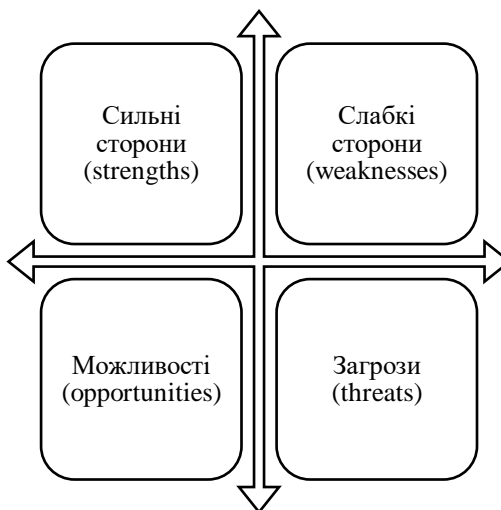 Сильні
сторони
(strengths)
Слабкі
сторони
(weaknesses)
Можливості
(opportunities)
Загрози
(threats)